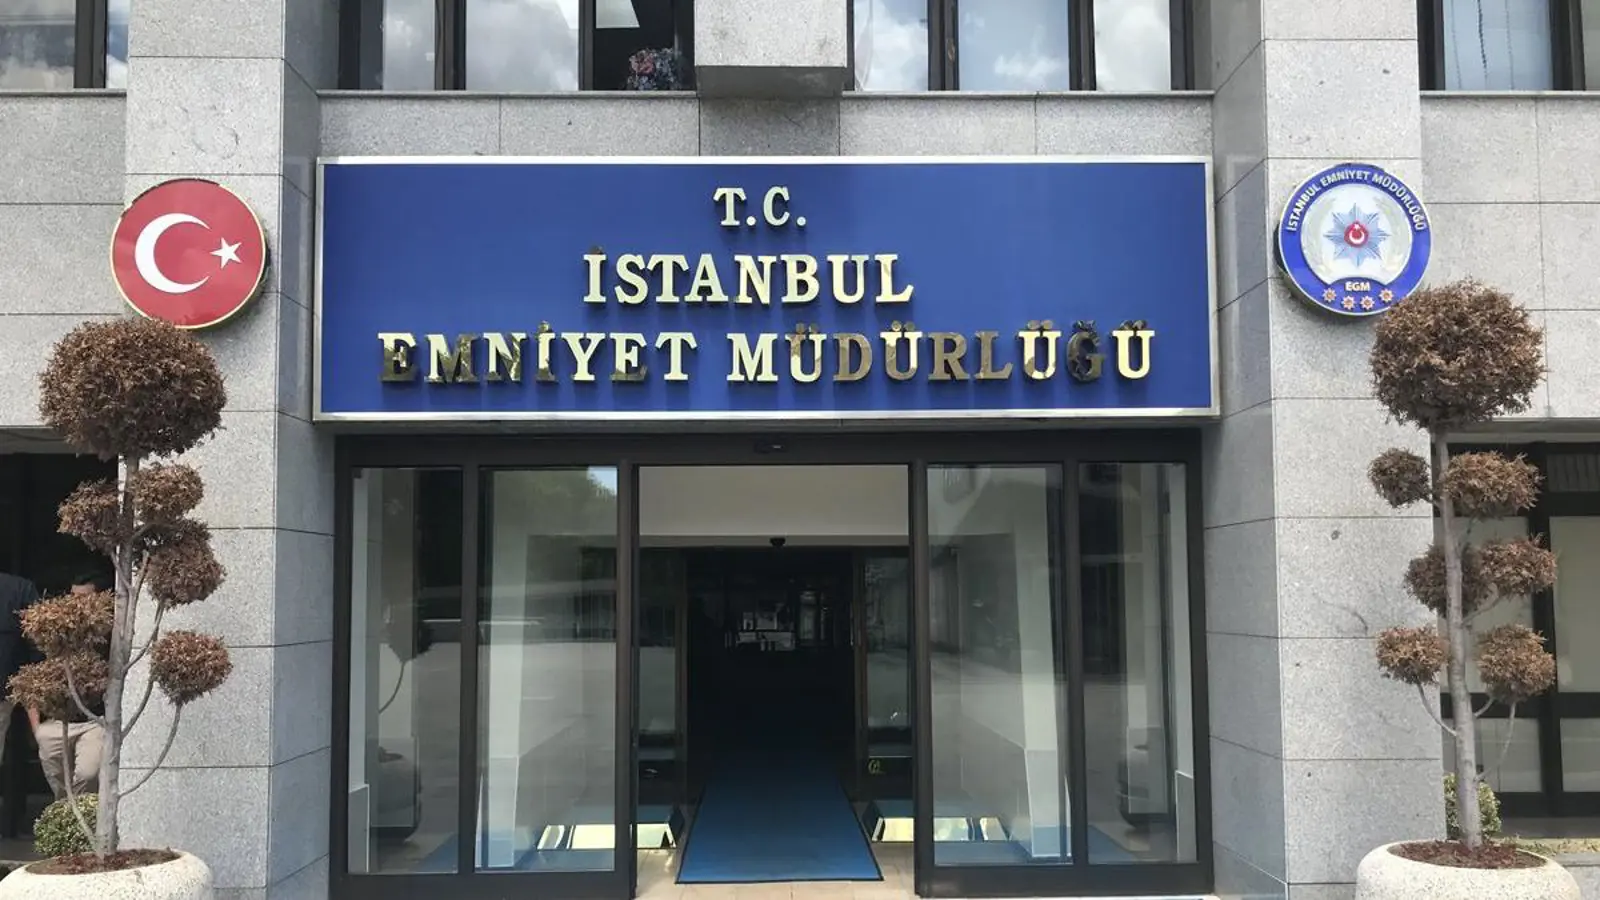 T.C.
İSTANBUL
EMNİYET MÜDÜRLÜĞÜ
İSTANBUL EMNİYET MÜDÜRLÜĞÜ
EGM